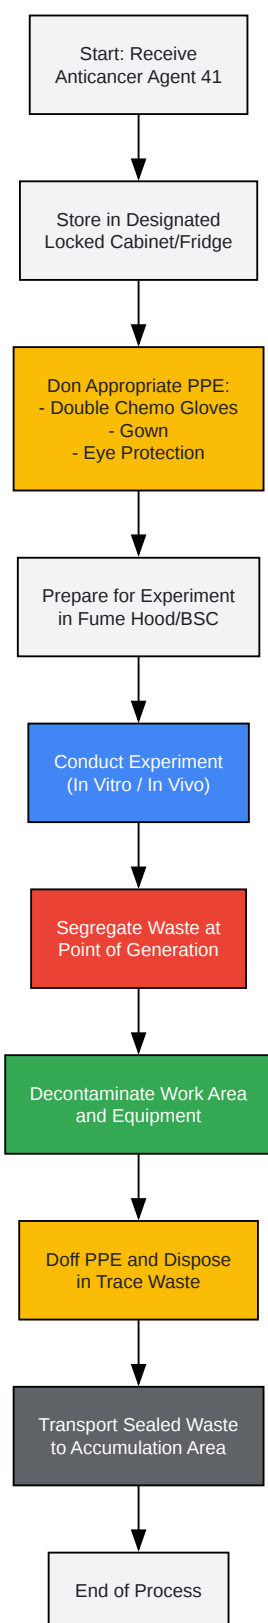 Start: Receive
Anticancer Agent 41
Store in Designated
Locked Cabinet/Fridge
Don Appropriate PPE:
- Double Chemo Gloves
- Gown
- Eye Protection
Prepare for Experiment
in Fume Hood/BSC
Conduct Experiment
(In Vitro / In Vivo)
Segregate Waste at
Point of Generation
Decontaminate Work Area
and Equipment
Doff PPE and Dispose
in Trace Waste
Transport Sealed Waste
to Accumulation Area
End of Process